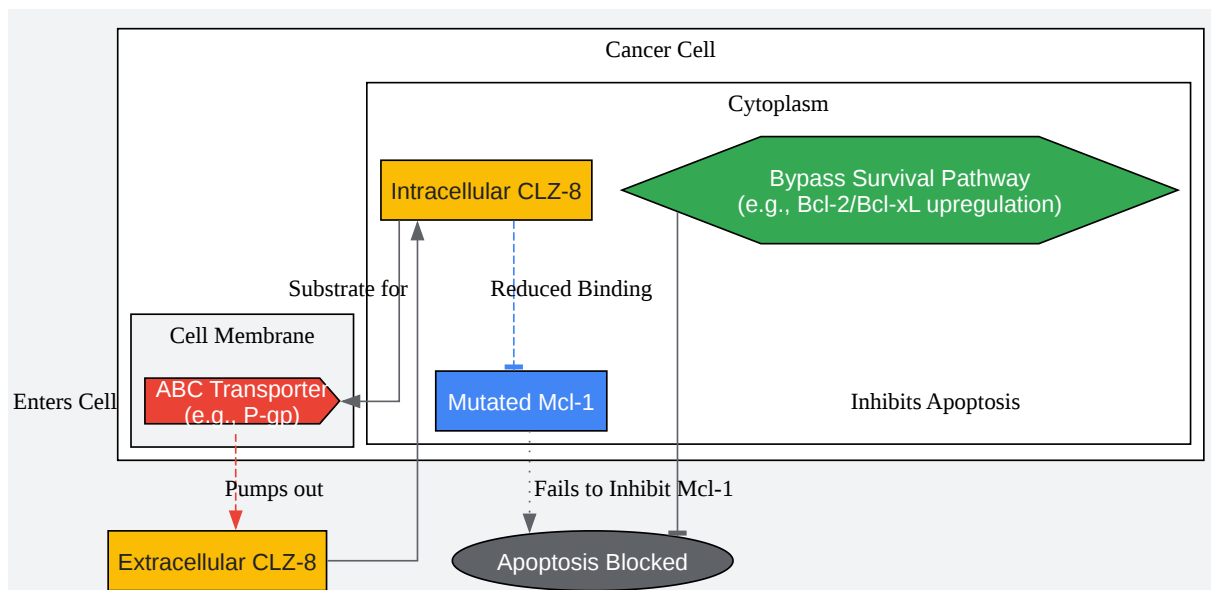 Cancer Cell
Cytoplasm
Bypass Survival Pathway
(e.g., Bcl-2/Bcl-xL upregulation)
Intracellular CLZ-8
Substrate for
Reduced Binding
Cell Membrane
ABC Transporter
(e.g., P-gp)
Enters Cell
Mutated Mcl-1
Inhibits Apoptosis
Pumps out
Fails to Inhibit Mcl-1
Extracellular CLZ-8
Apoptosis Blocked